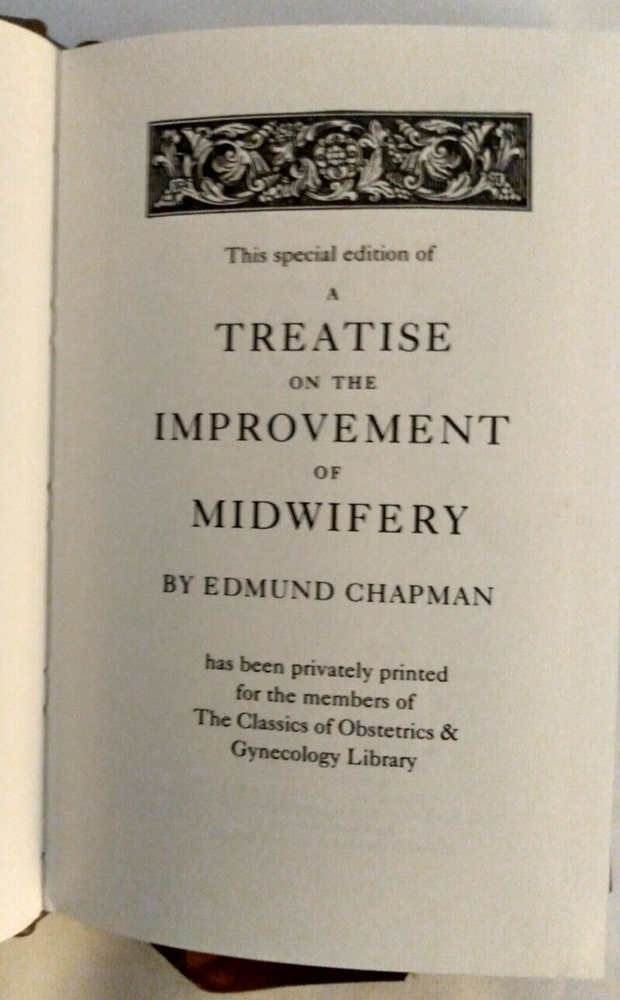 This special edition of
A
TREATISE
ON THE
IMPROVEMENT
OF
MIDWIFERY
BY EDMUND CHAPMAN
has been privately printed
for the members of
The Classics of Obstetrics &
Gynecology Library